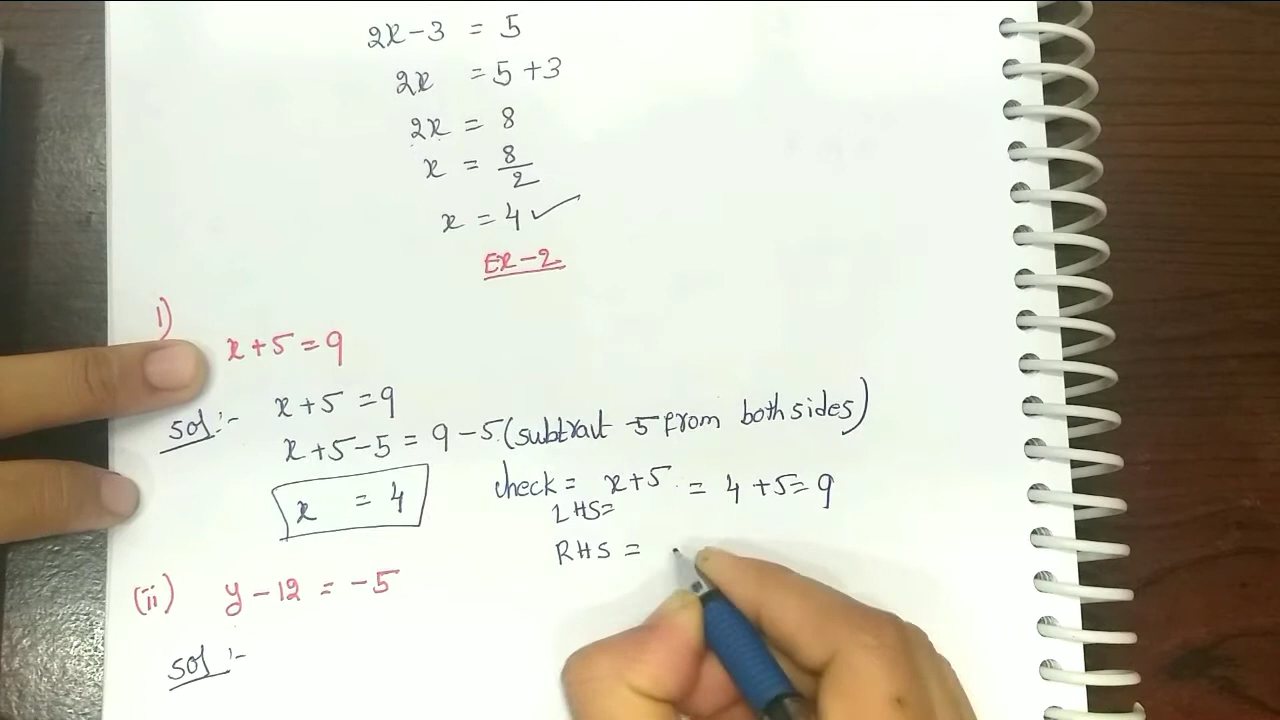 2x-3 = 5
2x = 5+3
2x = 8
x = 8/2
x = 4 ✓
Ex-2
1)
x+5=9
Sol:- x+5=9
x+5-5 = 9-5 (subtract 5 from both sides)
x = 4
check = x+5 = 4+5=9
LHS=
RHS =
(ii) y-12 = -5
Sol:-